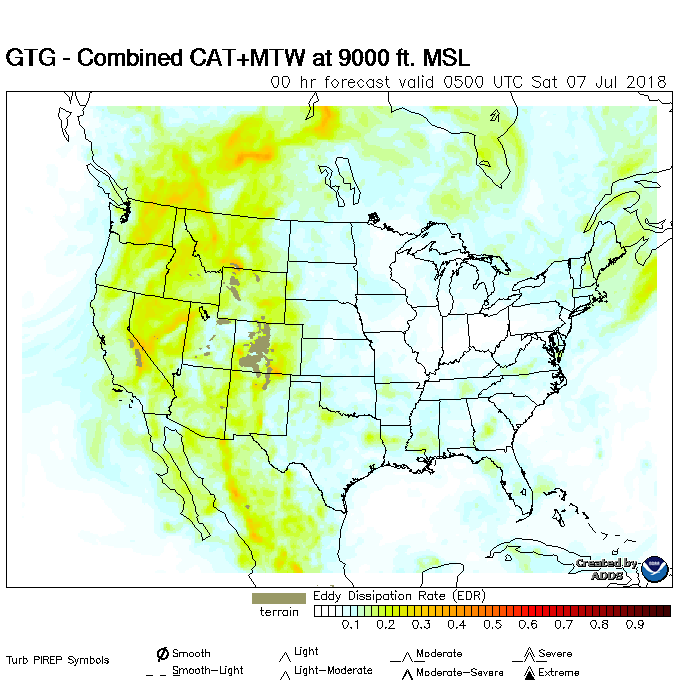 GTG - Combined CAT+MTW at 9000 ft. MSL
00 hr forecast valid 0500 UTC Sat 07 Jul 2018
Created by
ADDS
Eddy Dissipation Rate (EDR)
terrain
0.1 0.2 0.3 0.4 0.5 0.6 0.7 0.8 0.9
Turb PIREP Symbols
Smooth Light Moderate Severe
Smooth-Light Light-Moderate Moderate-Severe Extreme